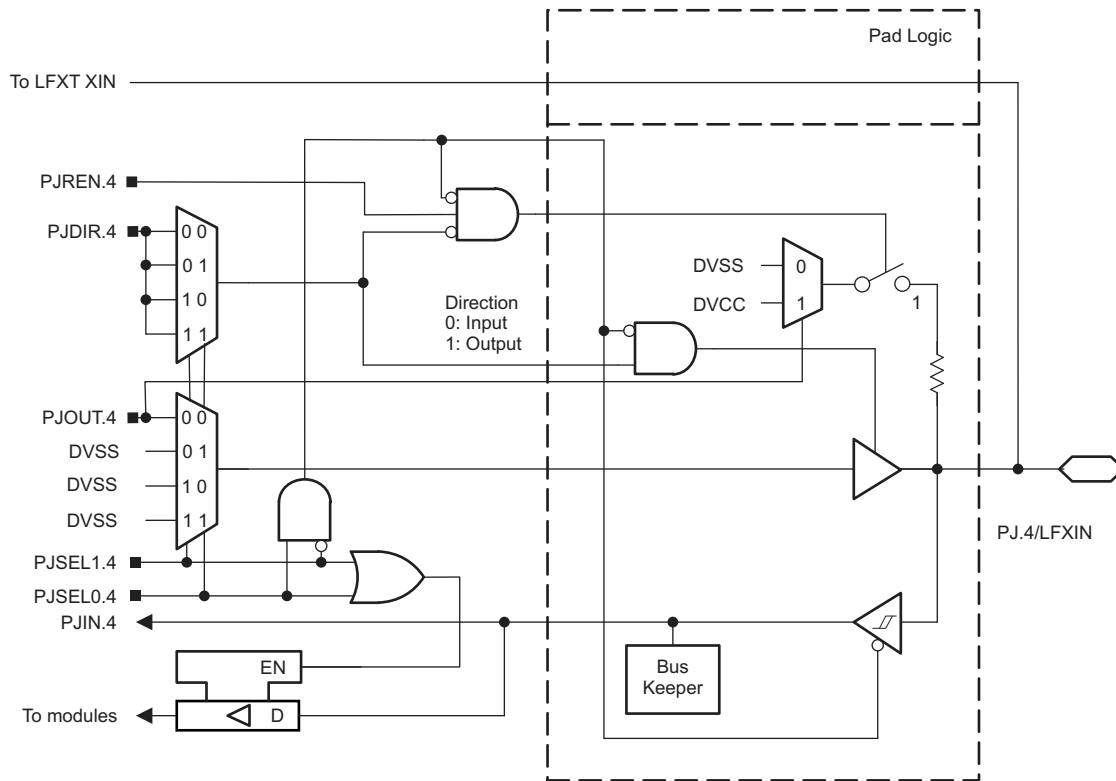 Pad Logic
To LFXT XIN
PJREN.4
PJDIR.4
0 0
0 1
1 0
1 1
Direction
0: Input
1: Output
DVSS
0
DVCC
1
1
PJOUT.4
0 0
DVSS
0 1
DVSS
1 0
DVSS
1 1
PJ.4/LFXIN
PJSEL1.4
PJSEL0.4
PJIN.4
EN
Bus
Keeper
To modules
D